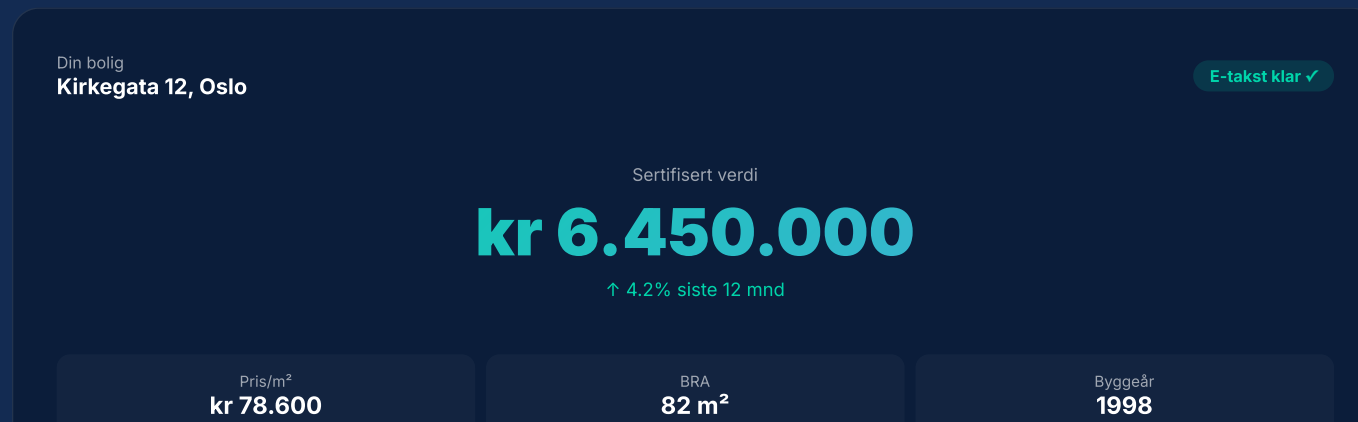 Din bolig
Kirkegata 12, Oslo
E-takst klar ✓
Sertifisert verdi
kr 6.450.000
↑ 4.2% siste 12 mnd
Pris/m²
kr 78.600
BRA
82 m²
Byggeår
1998